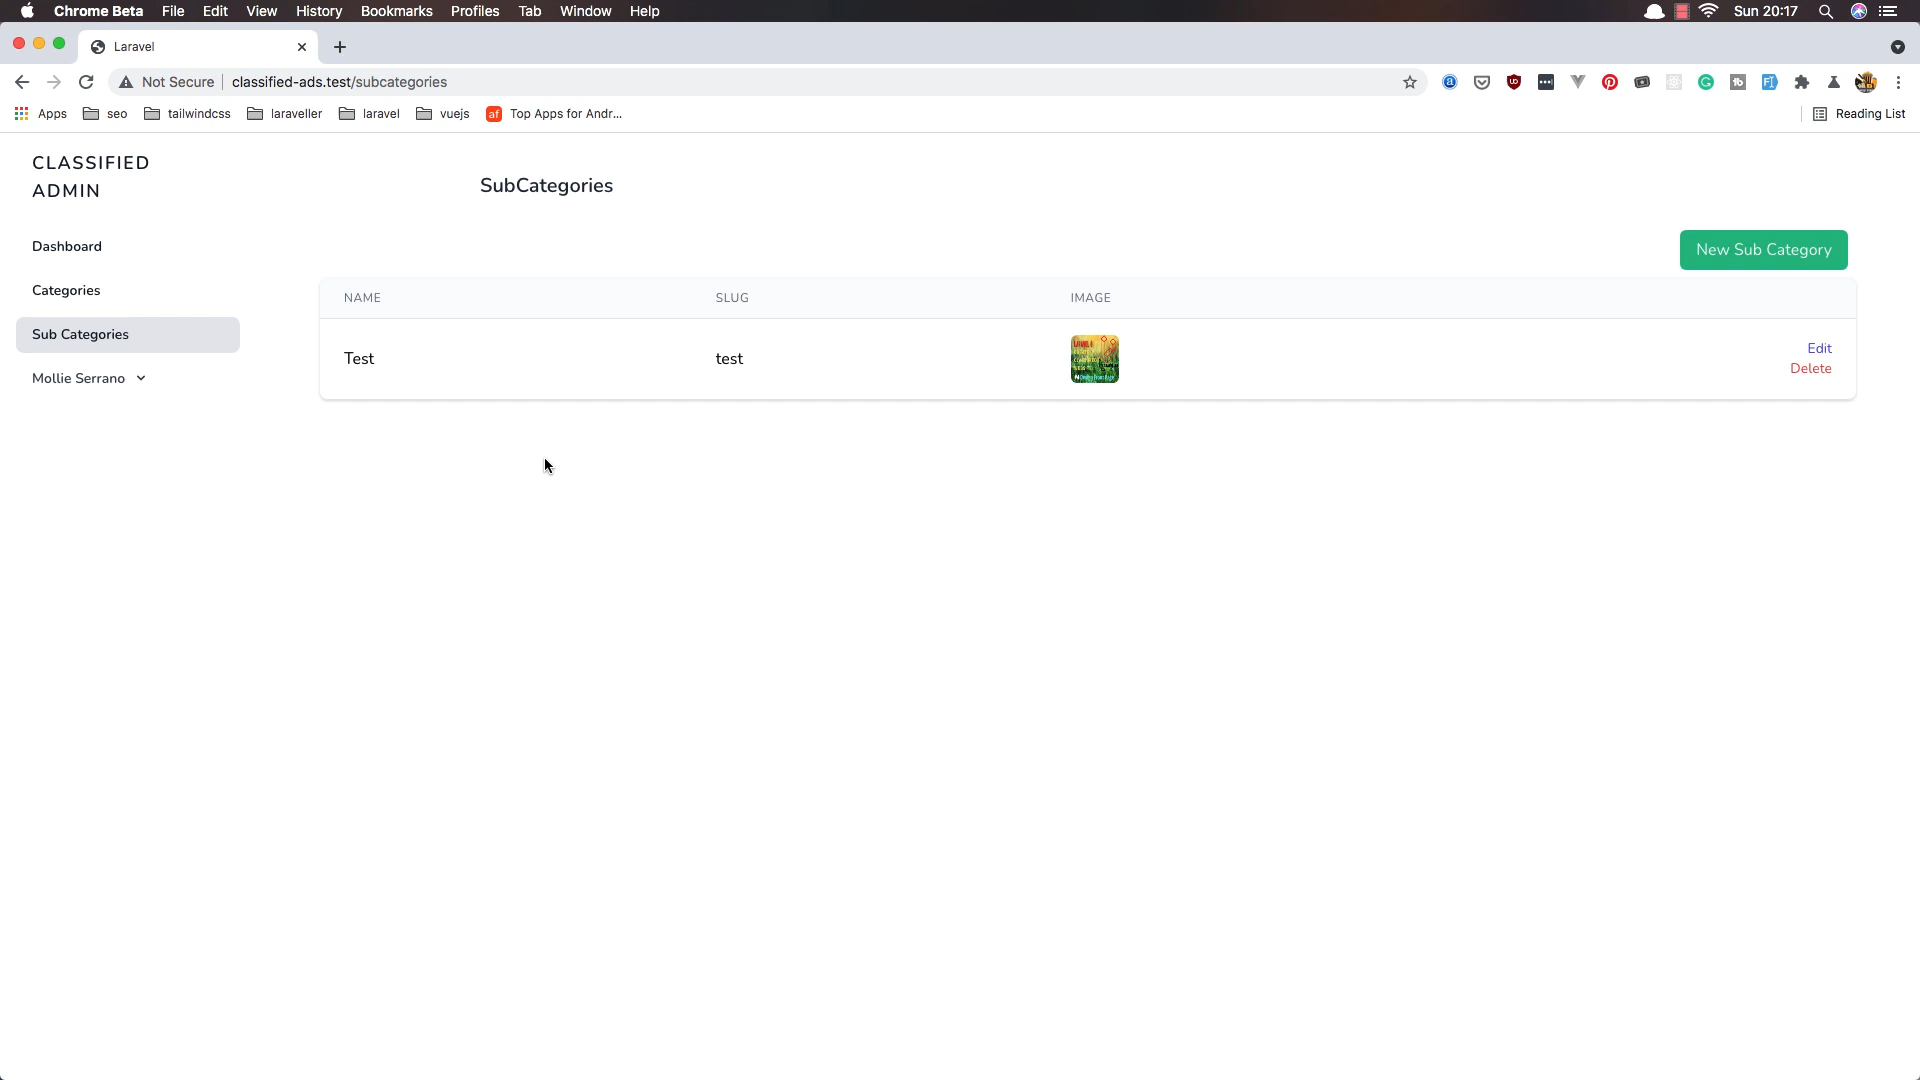 Chrome Beta File Edit View History Bookmarks Profiles Tab Window Help Sun 20:17
Laravel
Not Secure classified-ads.test/subcategories
Apps seo tailwindcss laraveller laravel vuejs af Top Apps for Andr... Reading List
CLASSIFIED
ADMIN
SubCategories
Dashboard
New Sub Category
Categories
NAME SLUG IMAGE
Sub Categories
Test test Edit
Delete
Mollie Serrano